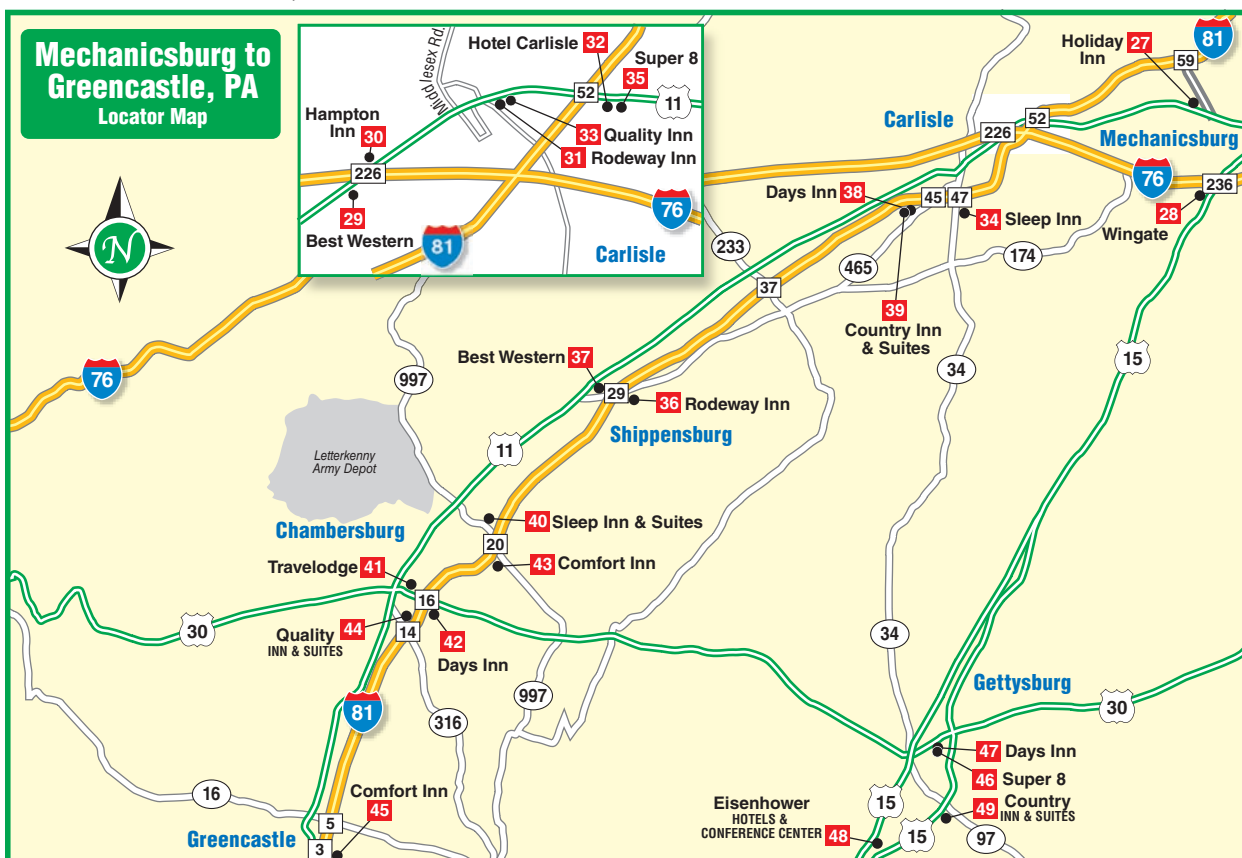 Mechanicsburg to
Greencastle, PA
Locator Map
Hotel Carlisle 32
Super 8
35
Middlesex Rd.
52
11
Hampton
Inn
30
33 Quality Inn
31 Rodeway Inn
226
29
Best Western
76
81
Carlisle
N
81
Holiday
Inn
27
59
Carlisle
52
226
Mechanicsburg
76
236
28
Wingate
Days Inn 38
45
47
34 Sleep Inn
233
465
174
37
39
Country Inn
& Suites
15
34
76
997
Best Western 37
29
36 Rodeway Inn
Shippensburg
11
Letterkenny
Army Depot
Chambersburg
40 Sleep Inn & Suites
20
43 Comfort Inn
Travelodge 41
16
30
Quality
INN & SUITES
44
14
42
Days Inn
34
997
Gettysburg
30
81
316
47 Days Inn
46 Super 8
16
Comfort Inn
45
5
Greencastle
3
15
Eisenhower
HOTELS &
CONFERENCE CENTER 48
49 Country
INN & SUITES
15
97